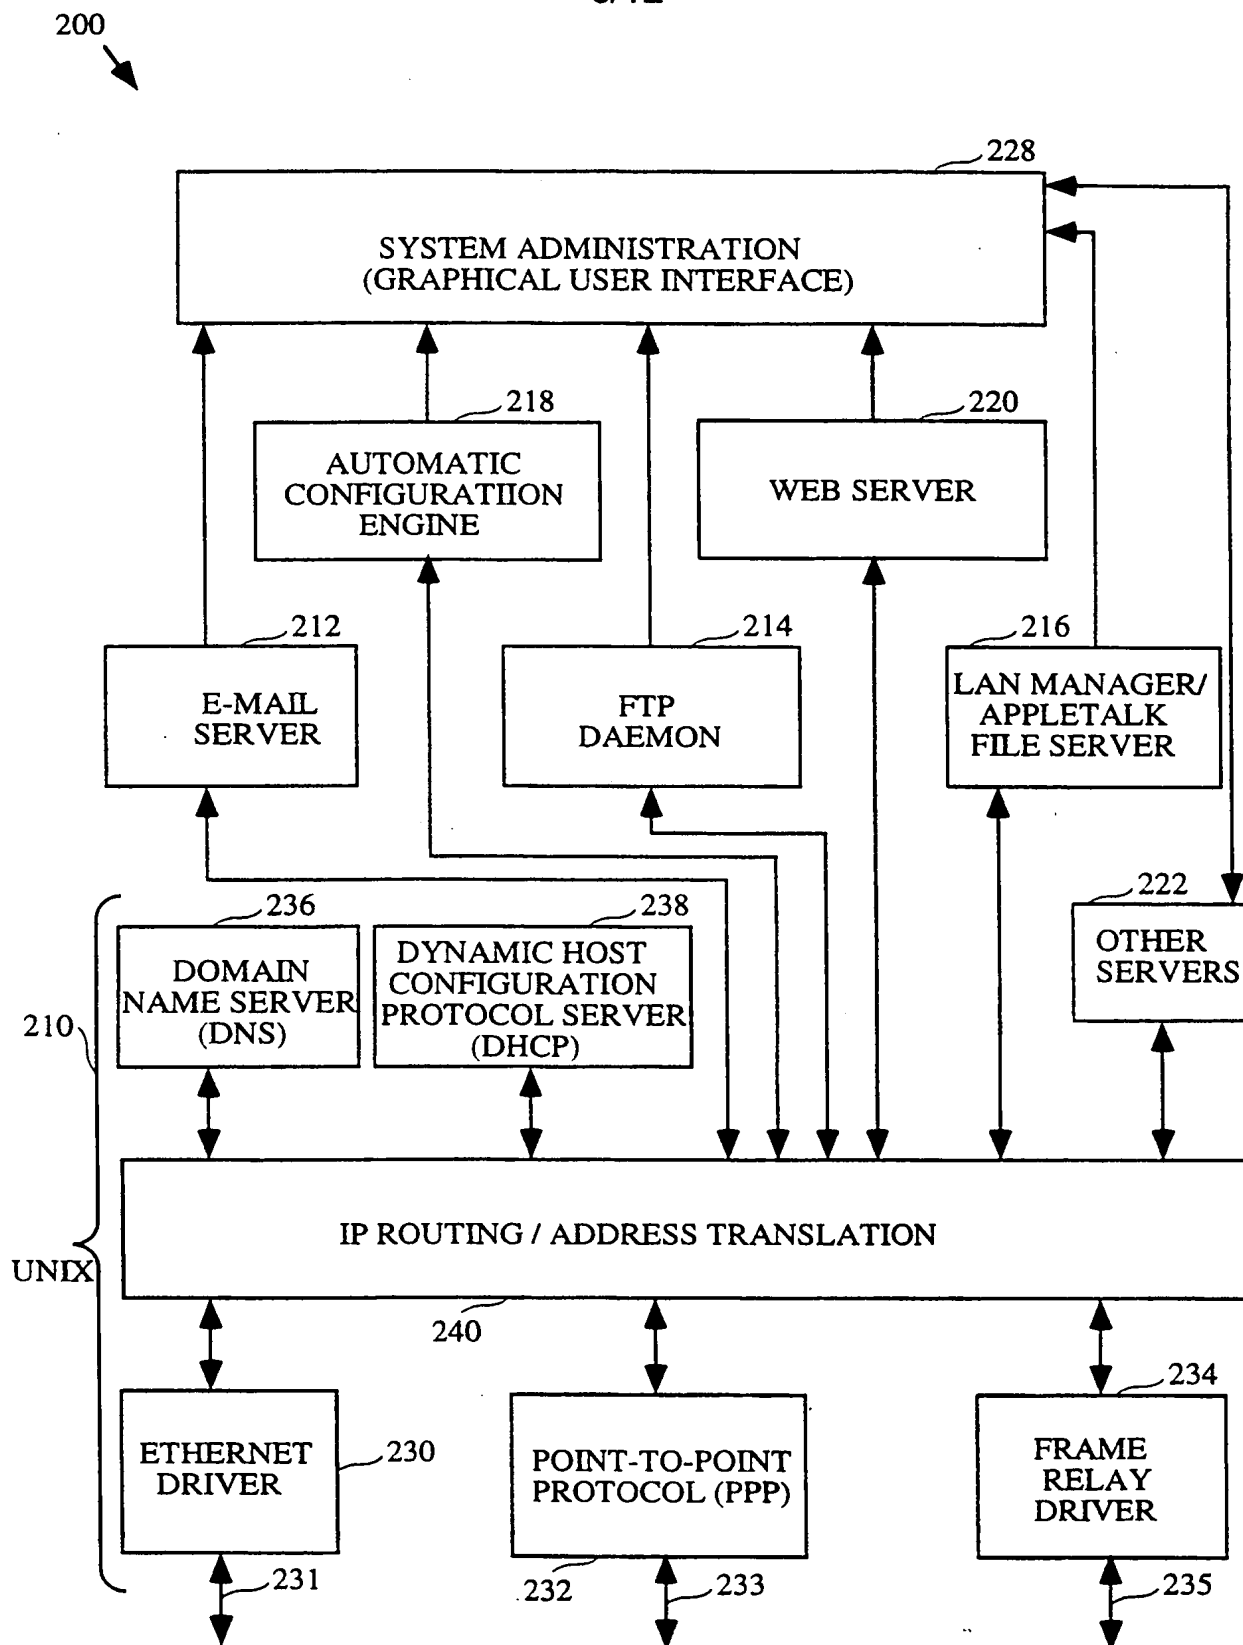 200
228
SYSTEM ADMINISTRATION
(GRAPHICAL USER INTERFACE)
218
220
AUTOMATIC
CONFIGURATIION
ENGINE
WEB SERVER
212
214
216
E-MAIL
SERVER
FTP
DAEMON
LAN MANAGER/
APPLETALK
FILE SERVER
236
238
222
DOMAIN
NAME SERVER
(DNS)
DYNAMIC HOST
CONFIGURATION
PROTOCOL SERVER
(DHCP)
OTHER
SERVERS
210
IP ROUTING / ADDRESS TRANSLATION
UNIX
240
234
ETHERNET
DRIVER
230
POINT-TO-POINT
PROTOCOL (PPP)
FRAME
RELAY
DRIVER
231
232
233
235